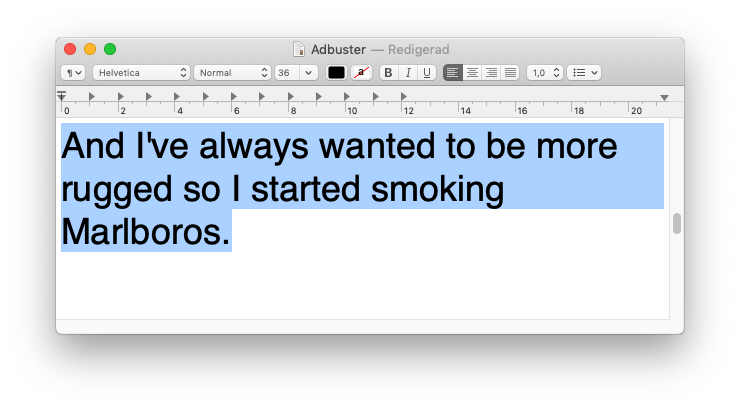 Adbuster — Redigerad
¶ Helvetica Normal 36 a B I U 1,0
0 2 4 6 8 10 12 14 16 18 20
And I've always wanted to be more
rugged so I started smoking
Marlboros.